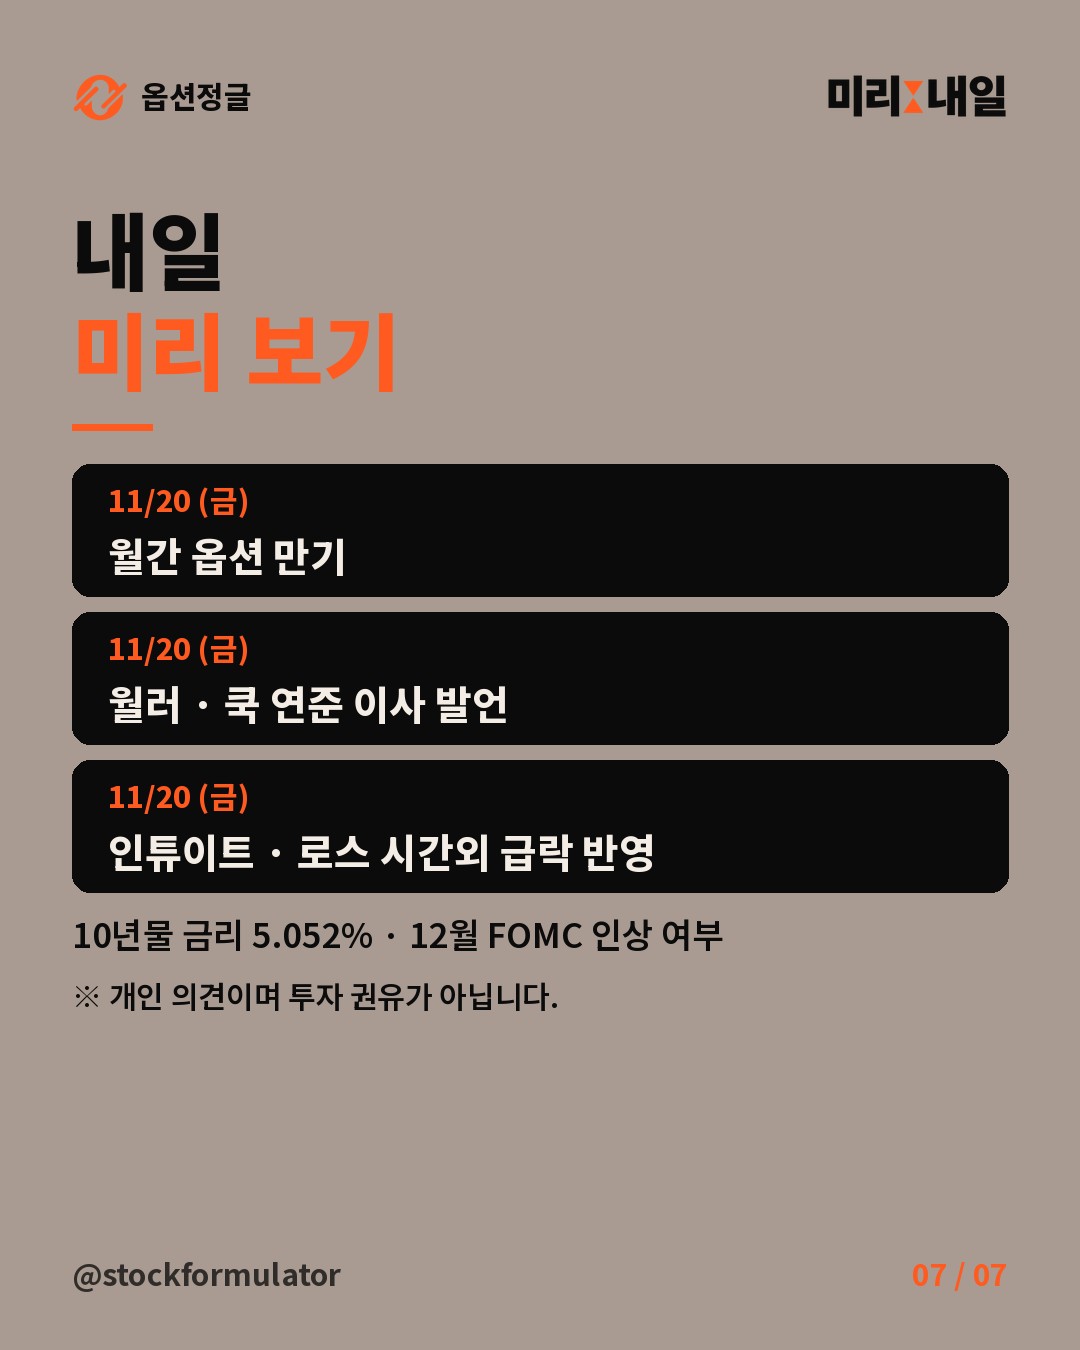 옵션정글
미리 내일
내일
미리 보기
11/20 (금)
월간 옵션 만기
11/20 (금)
월러 · 쿡 연준 이사 발언
11/20 (금)
인튜이트 · 로스 시간외 급락 반영
10년물 금리 5.052% · 12월 FOMC 인상 여부
※ 개인 의견이며 투자 권유가 아닙니다.
@stockformulator
07 / 07